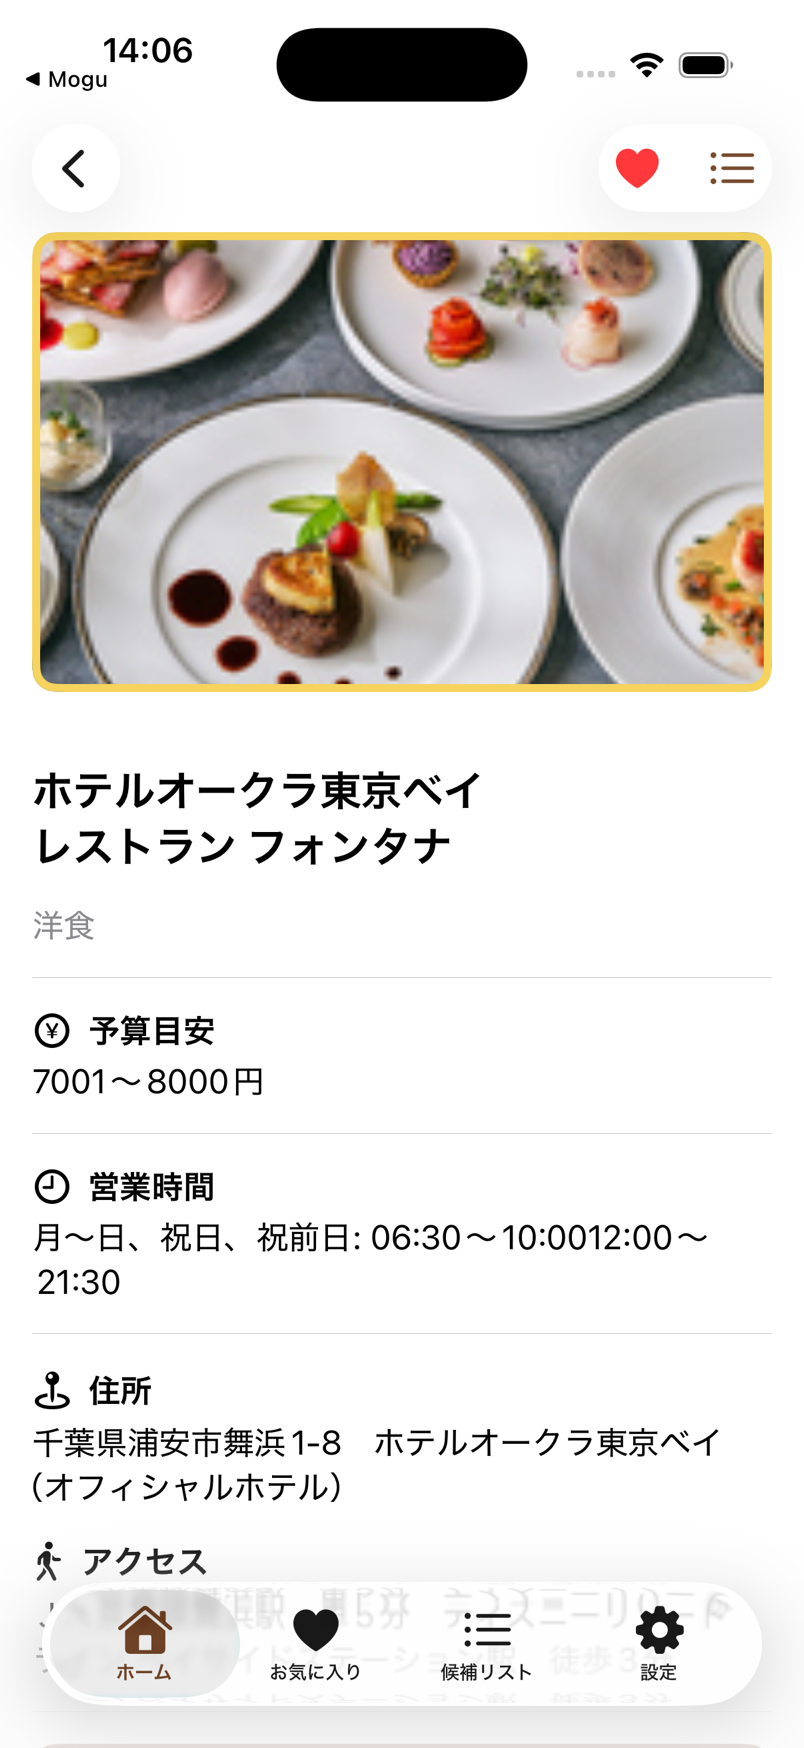 14:06
◀ Mogu
ホテルオークラ東京ベイ
レストラン フォンタナ
洋食
予算目安
7001～8000円
営業時間
月～日、祝日、祝前日: 06:30～10:0012:00～
21:30
住所
千葉県浦安市舞浜1-8　ホテルオークラ東京ベイ
（オフィシャルホテル）
アクセス
徒歩3分
ホーム
お気に入り
候補リスト
設定